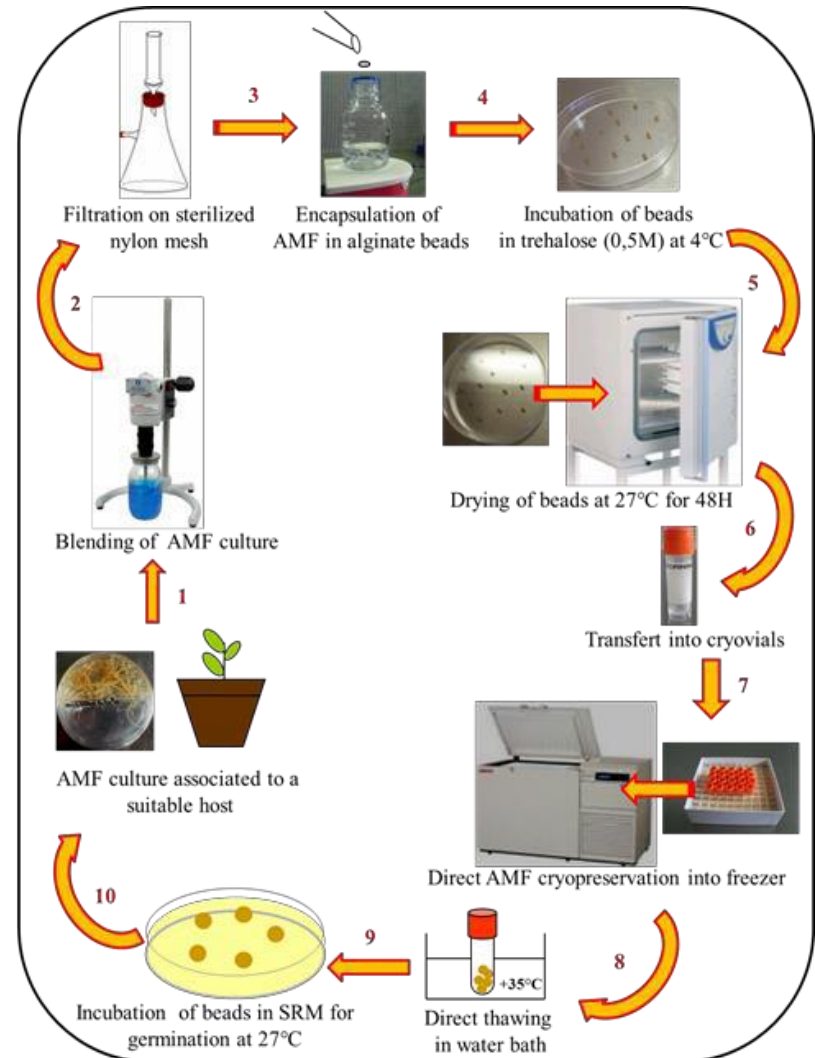 3
4
Filtration on sterilized
nylon mesh
Encapsulation of
AMF in alginate beads
Incubation of beads
in trehalose (0,5M) at 4°C
2
5
Drying of beads at 27°C for 48H
Blending of AMF culture
6
1
Transfert into cryovials
7
AMF culture associated to a
suitable host
Direct AMF cryopreservation into freezer
10
9
8
+35°C
Incubation of beads in SRM for
germination at 27°C
Direct thawing
in water bath